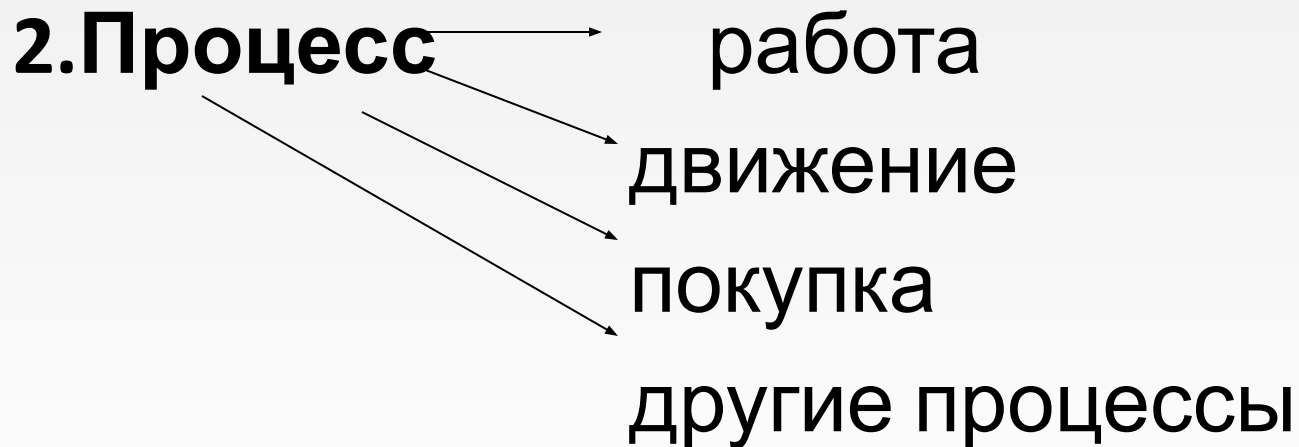 2.Процесс работа
движение
покупка
другие процессы